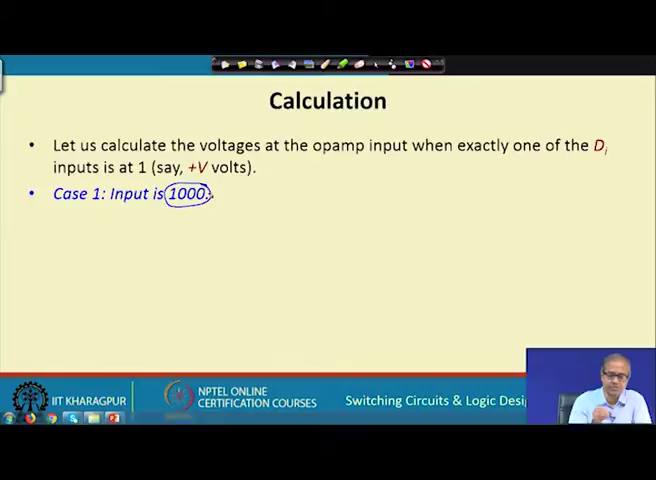 Calculation
• Let us calculate the voltages at the opamp input when exactly one of the Di
inputs is at 1 (say, +V volts).
• Case 1: Input is 1000.
IIT KHARAGPUR
NPTEL ONLINE
CERTIFICATION COURSES
Switching Circuits & Logic Desig